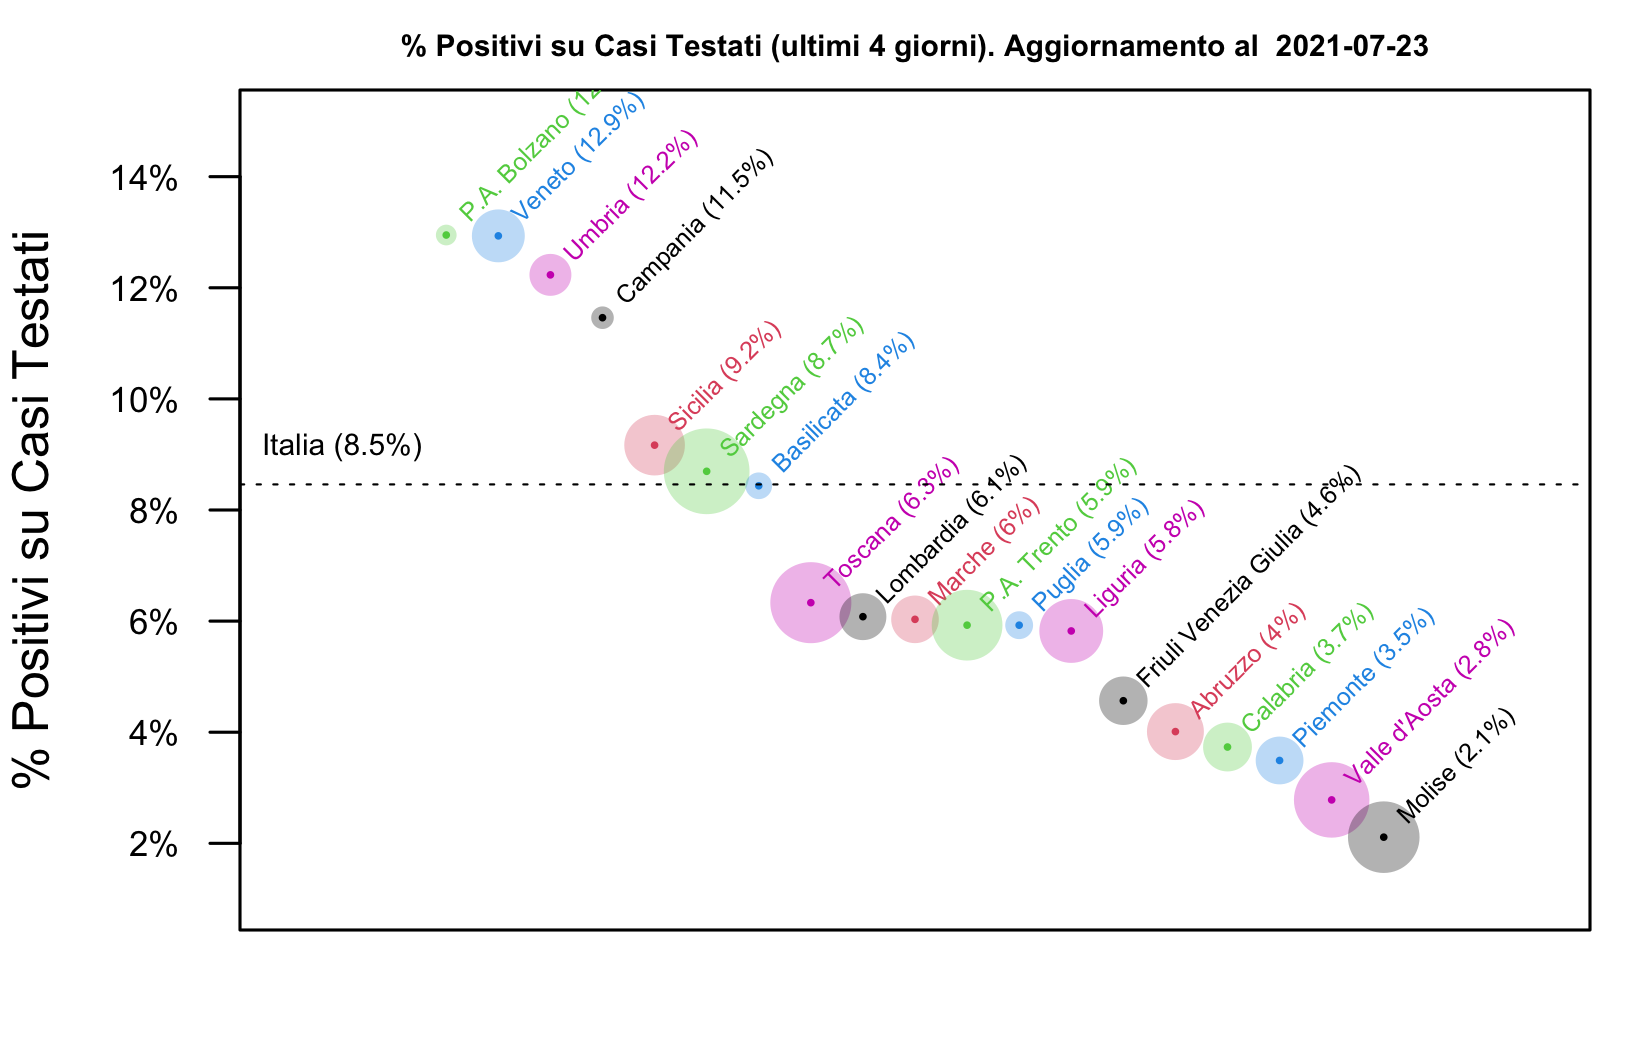 % Positivi su Casi Testati (ultimi 4 giorni). Aggiornamento al 2021-07-23
% Positivi su Casi Testati
14%
12%
10%
8%
6%
4%
2%
Italia (8.5%)
P.A. Bolzano
Veneto (12.9%)
Umbria (12.2%)
Campania (11.5%)
Sicilia (9.2%)
Sardegna (8.7%)
Basilicata (8.4%)
Toscana (6.3%)
Lombardia (6.1%)
Marche (6%)
P.A. Trento (5.9%)
Puglia (5.9%)
Liguria (5.8%)
Friuli Venezia Giulia (4.6%)
Abruzzo (4%)
Calabria (3.7%)
Piemonte (3.5%)
Valle d'Aosta (2.8%)
Molise (2.1%)